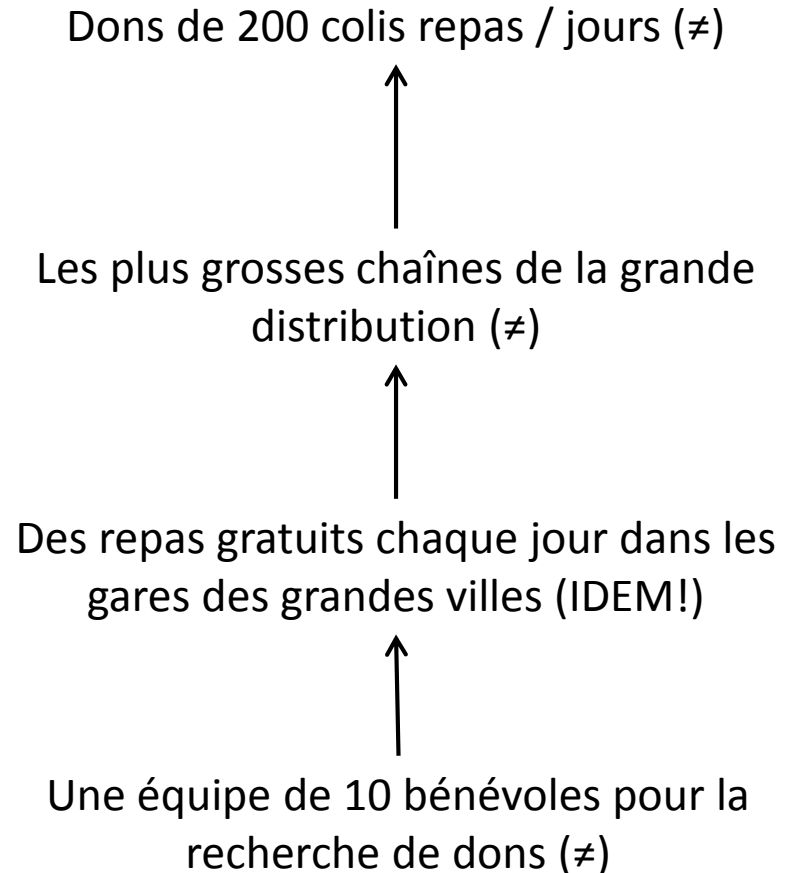 Dons de 200 colis repas / jours (≠)
Les plus grosses chaînes de la grande
distribution (≠)
Des repas gratuits chaque jour dans les
gares des grandes villes (IDEM!)
Une équipe de 10 bénévoles pour la
recherche de dons (≠)